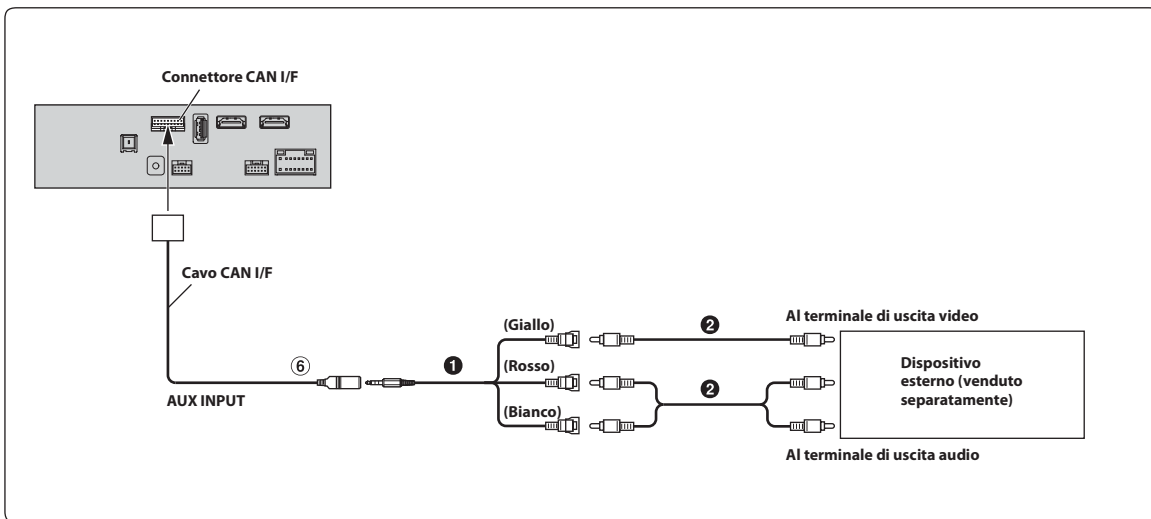 Connettore CAN I/F
Cavo CAN I/F
Al terminale di uscita video
(Giallo)
❷
Dispositivo
esterno (venduto
separatamente)
⑥
❶
(Rosso)
❷
AUX INPUT
(Bianco)
Al terminale di uscita audio